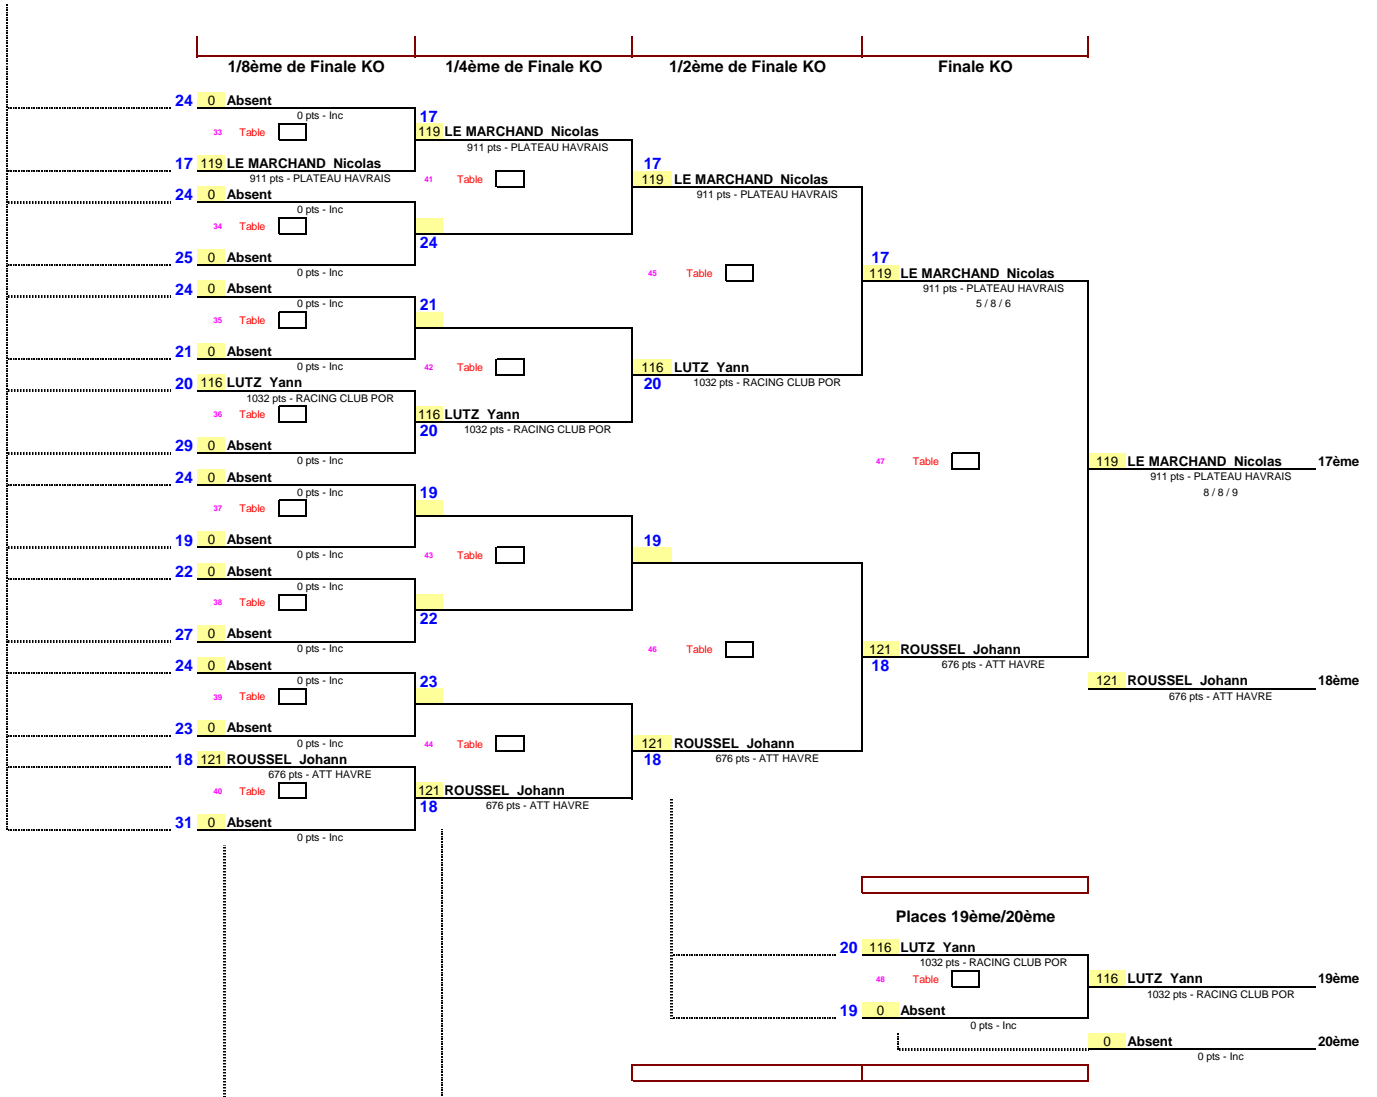 1/8ème de Finale KO 1/4ème de Finale KO 1/2ème de Finale KO Finale KO
24 0 Absent
0 pts - Inc
33 Table
17 119 LE MARCHAND Nicolas
911 pts - PLATEAU HAVRAIS
24 0 Absent
0 pts - Inc
34 Table
25 0 Absent
0 pts - Inc
24 0 Absent
0 pts - Inc
35 Table
21 0 Absent
0 pts - Inc
20 116 LUTZ Yann
1032 pts - RACING CLUB POR
36 Table
29 0 Absent
0 pts - Inc
24 0 Absent
0 pts - Inc
37 Table
19 0 Absent
0 pts - Inc
22 0 Absent
0 pts - Inc
38 Table
27 0 Absent
0 pts - Inc
24 0 Absent
0 pts - Inc
39 Table
23 0 Absent
0 pts - Inc
18 121 ROUSSEL Johann
676 pts - ATT HAVRE
40 Table
31 0 Absent
0 pts - Inc
17
119 LE MARCHAND Nicolas
911 pts - PLATEAU HAVRAIS
41 Table
24
21
42 Table
116 LUTZ Yann
20 1032 pts - RACING CLUB POR
19
43 Table
22
23
44 Table
121 ROUSSEL Johann
18 676 pts - ATT HAVRE
17
119 LE MARCHAND Nicolas
911 pts - PLATEAU HAVRAIS
45 Table
116 LUTZ Yann
20 1032 pts - RACING CLUB POR
19
46 Table
121 ROUSSEL Johann
18 676 pts - ATT HAVRE
17
119 LE MARCHAND Nicolas
911 pts - PLATEAU HAVRAIS
5 / 8 / 6
47 Table
121 ROUSSEL Johann
18 676 pts - ATT HAVRE
119 LE MARCHAND Nicolas 17ème
911 pts - PLATEAU HAVRAIS
8 / 8 / 9
121 ROUSSEL Johann 18ème
676 pts - ATT HAVRE
Places 19ème/20ème
20 116 LUTZ Yann
1032 pts - RACING CLUB POR
48 Table
19 0 Absent
0 pts - Inc
116 LUTZ Yann 19ème
1032 pts - RACING CLUB POR
0 Absent 20ème
0 pts - Inc